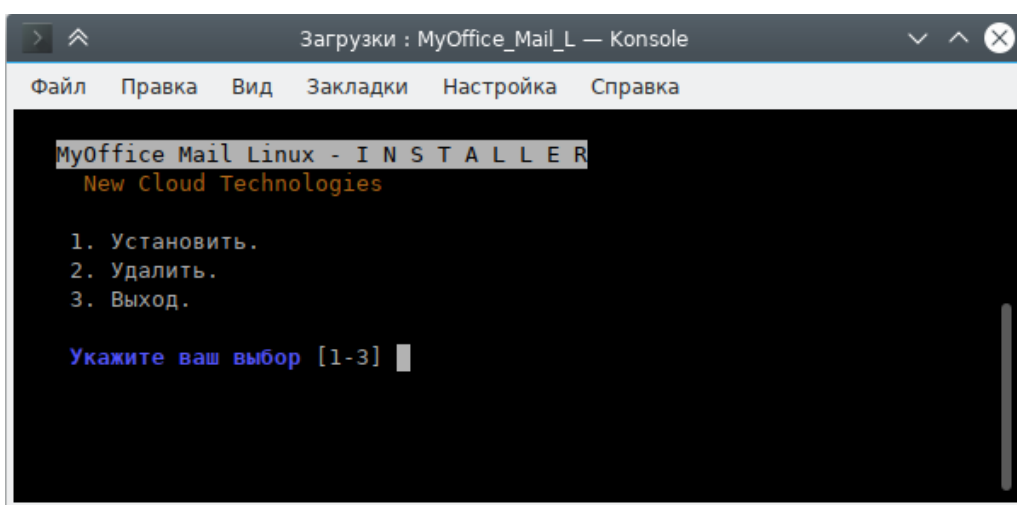 Загрузки : MyOffice_Mail_L — Konsole
Файл Правка Вид Закладки Настройка Справка
MyOffice Mail Linux - I N S T A L L E R
New Cloud Technologies
1. Установить.
2. Удалить.
3. Выход.
Укажите ваш выбор [1-3]